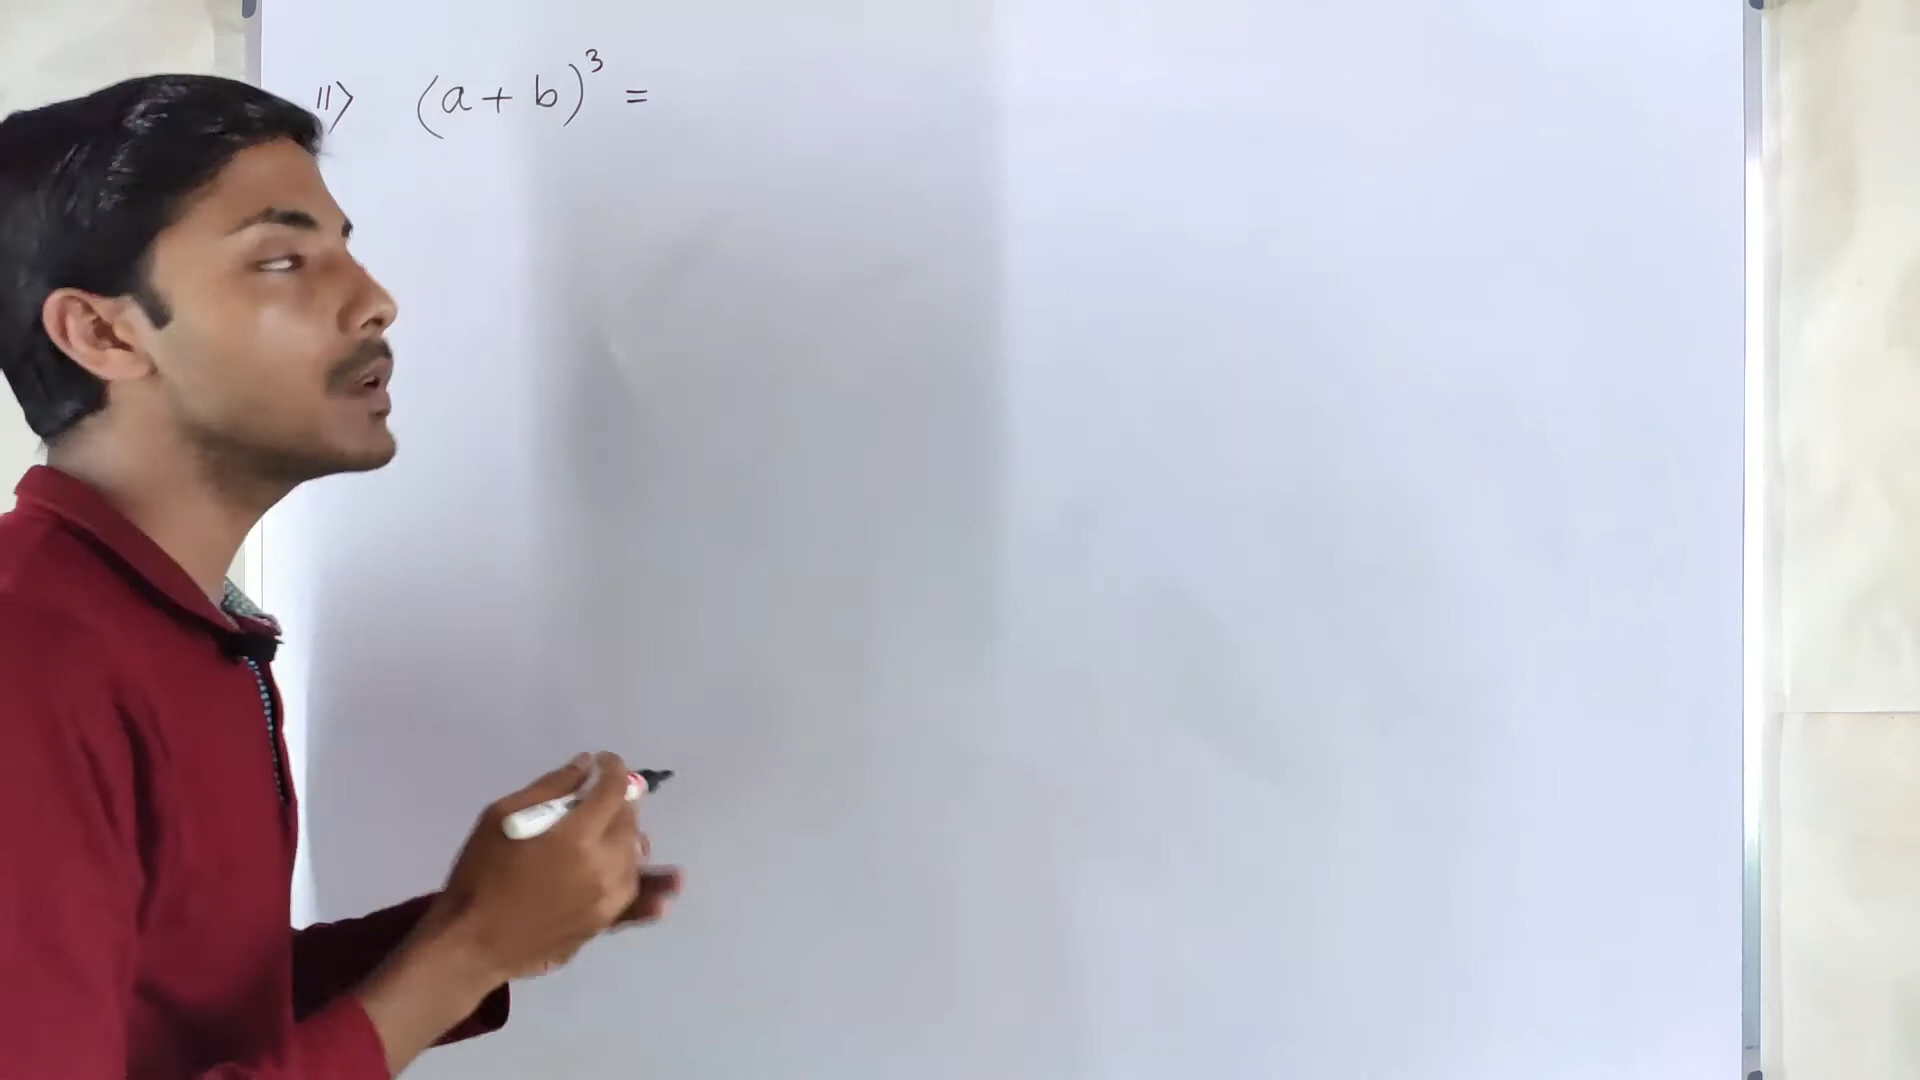 11> (a + b)³ =